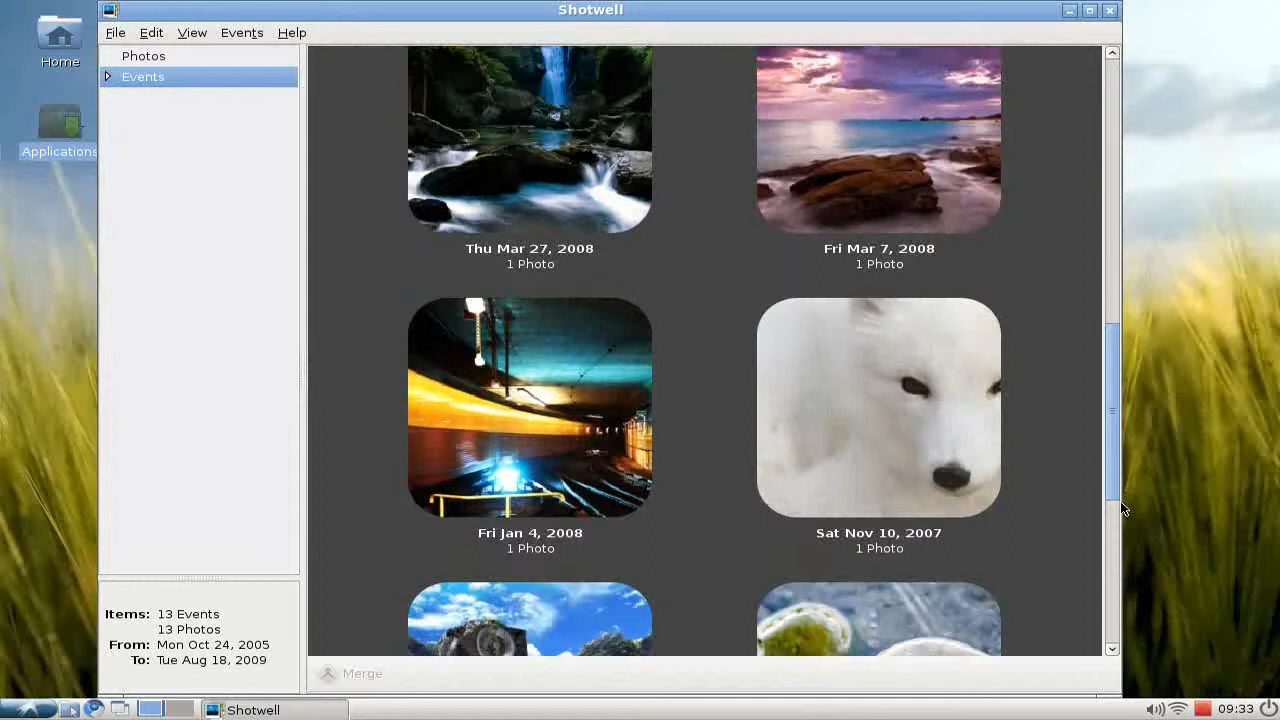 Shotwell
Home
Applications
File Edit View Events Help
Photos
Events
Thu Mar 27, 2008
1 Photo
Fri Mar 7, 2008
1 Photo
Fri Jan 4, 2008
1 Photo
Sat Nov 10, 2007
1 Photo
Items: 13 Events
13 Photos
From: Mon Oct 24, 2005
To: Tue Aug 18, 2009
Merge
Shotwell
09:33